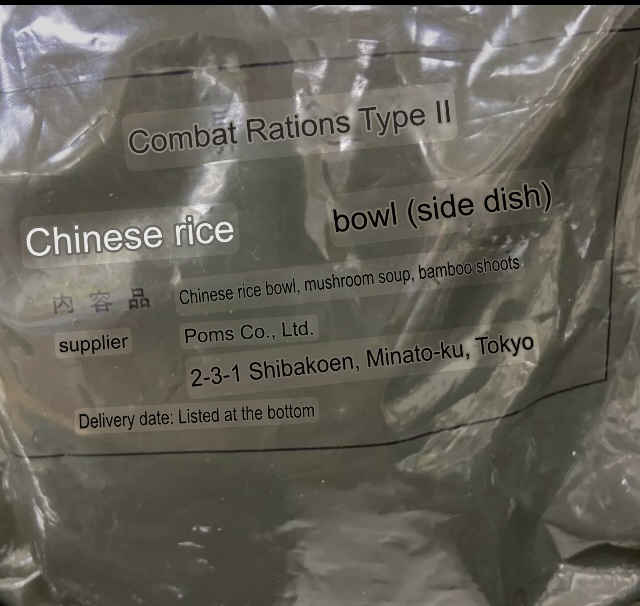 Combat Rations Type II
Chinese rice bowl (side dish)
内容品 Chinese rice bowl, mushroom soup, bamboo shoots
supplier Poms Co., Ltd.
2-3-1 Shibakoen, Minato-ku, Tokyo
Delivery date: Listed at the bottom